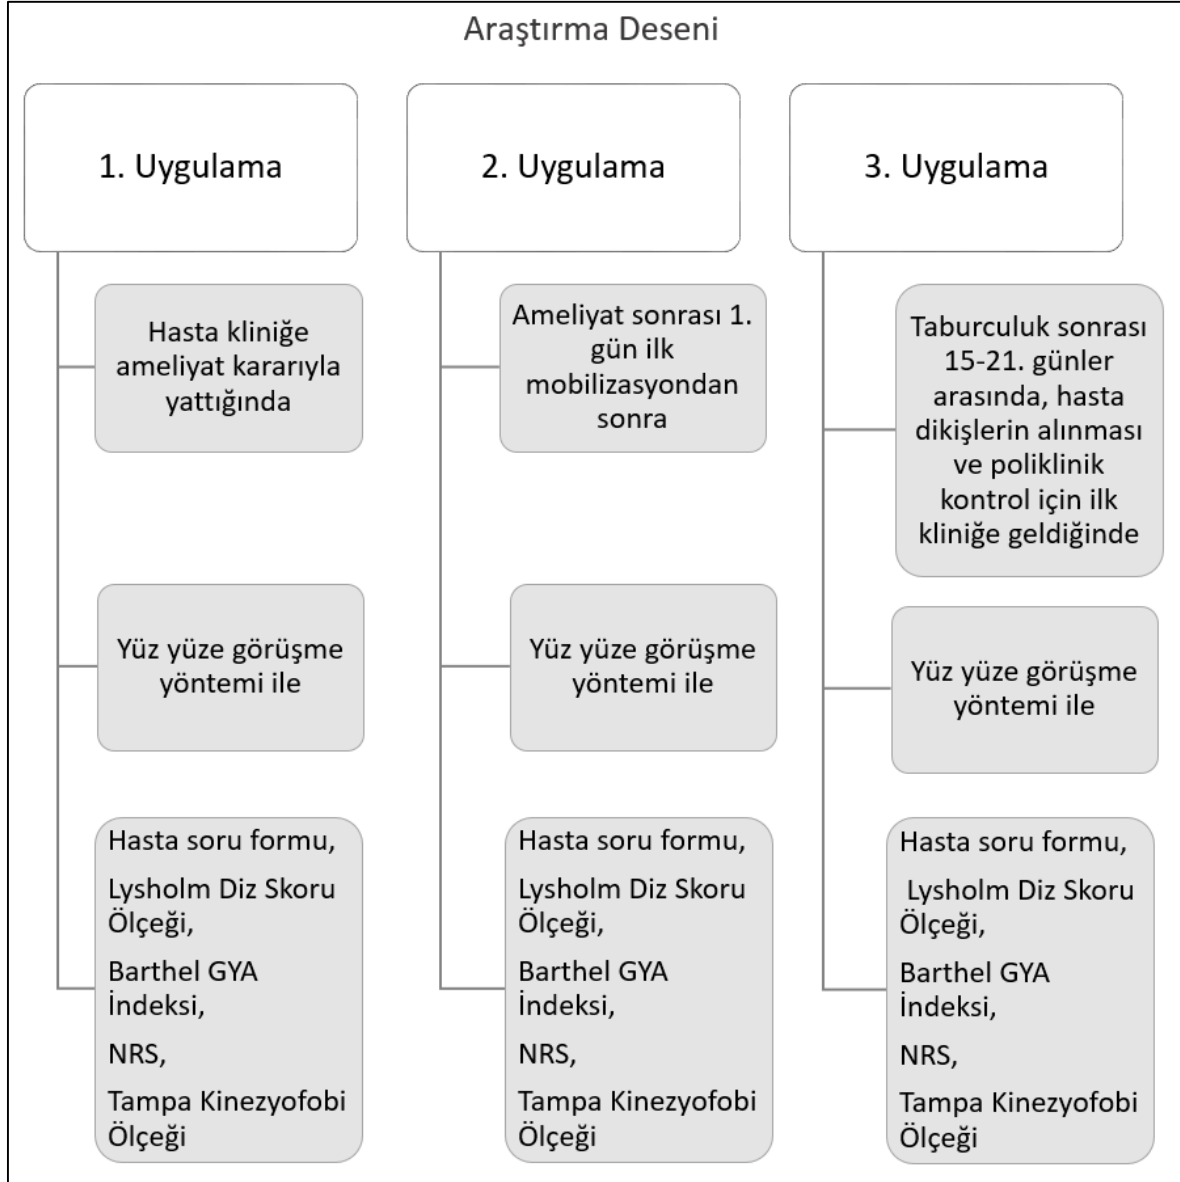 Araştırma Deseni
1. Uygulama
Hasta kliniğe
ameliyat kararıyla
yattığında
Yüz yüze görüşme
yöntemi ile
Hasta soru formu,
Lysholm Diz Skoru
Ölçeği,
Barthel GYA
İndeksi,
NRS,
Tampa Kinezyofobi
Ölçeği
2. Uygulama
Ameliyat sonrası 1.
gün ilk
mobilizasyondan
sonra
Yüz yüze görüşme
yöntemi ile
Hasta soru formu,
Lysholm Diz Skoru
Ölçeği,
Barthel GYA
İndeksi,
NRS,
Tampa Kinezyofobi
Ölçeği
3. Uygulama
Taburculuk sonrası
15-21. günler
arasında, hasta
dikişlerin alınması
ve poliklinik
kontrol için ilk
kliniğe geldiğinde
Yüz yüze görüşme
yöntemi ile
Hasta soru formu,
Lysholm Diz Skoru
Ölçeği,
Barthel GYA
İndeksi,
NRS,
Tampa Kinezyofobi
Ölçeği